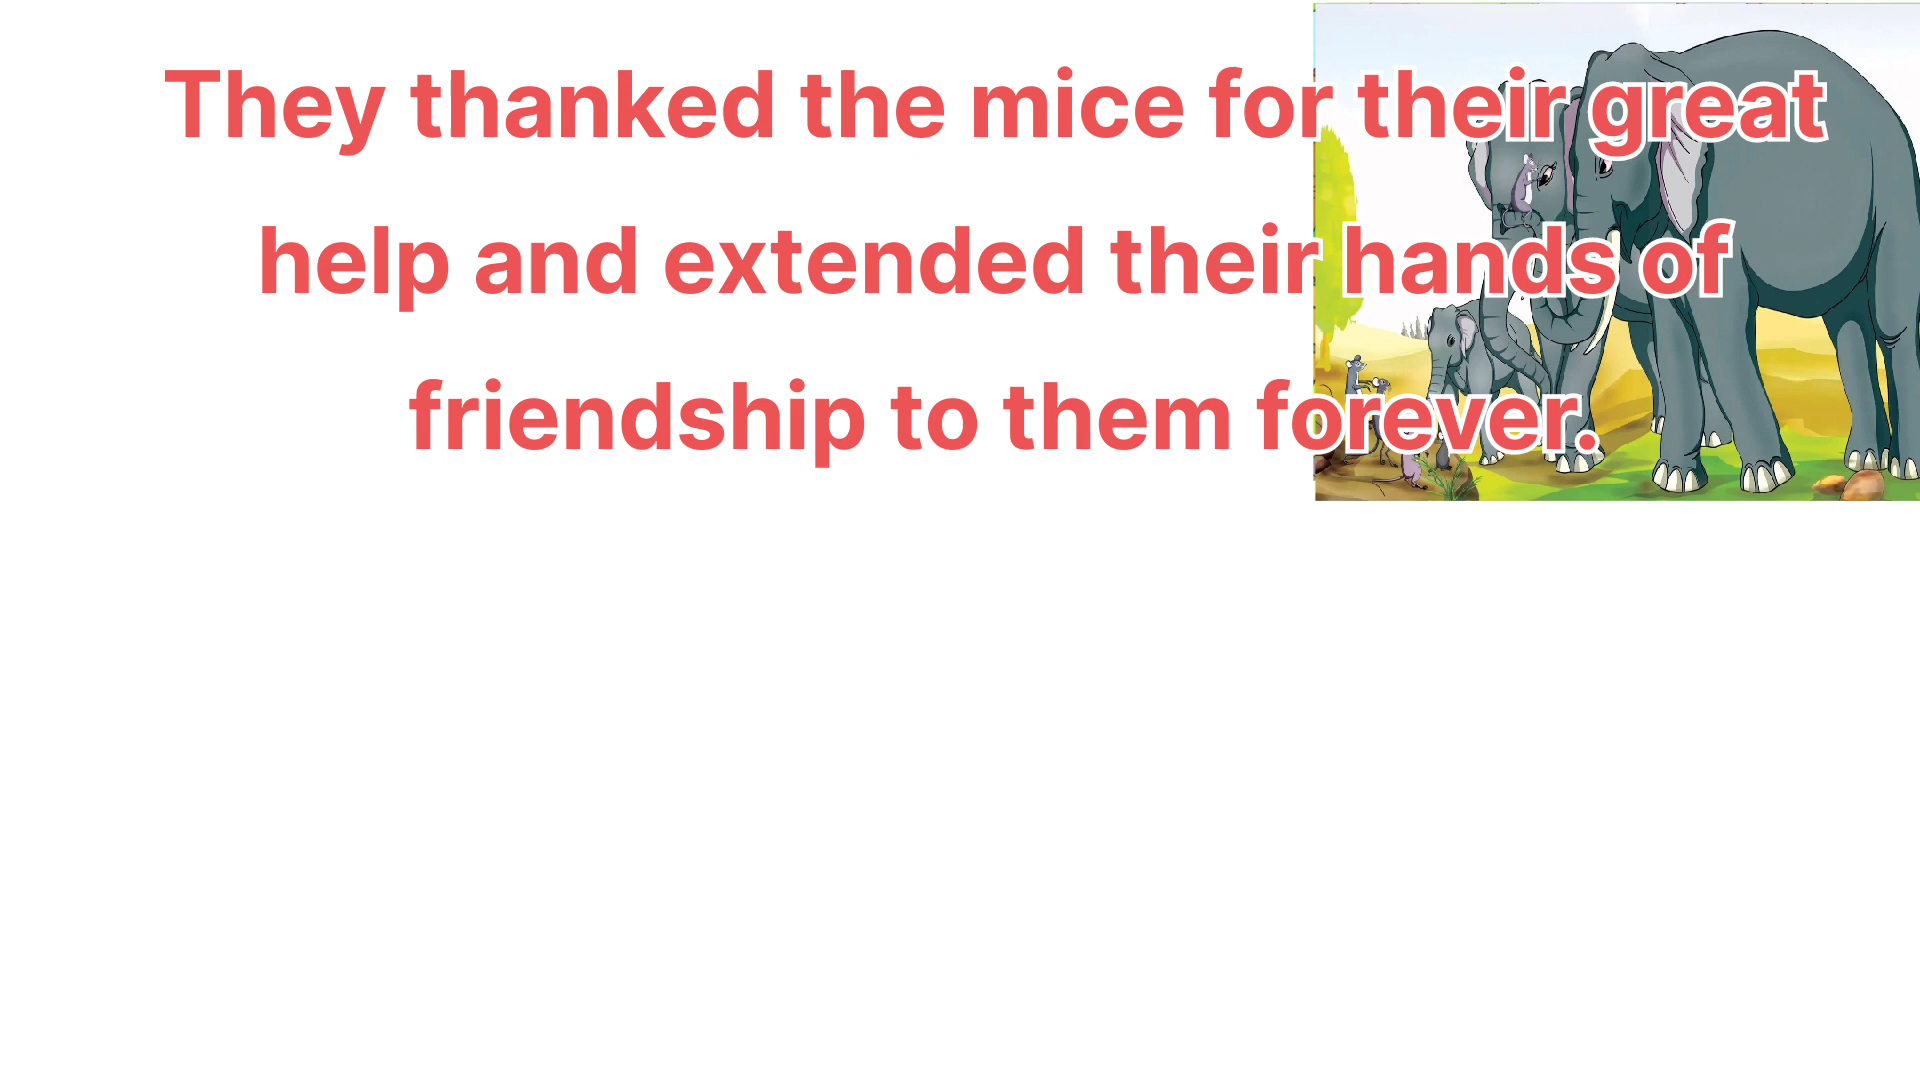 They thanked the mice for their great
help and extended their hands of
friendship to them forever.